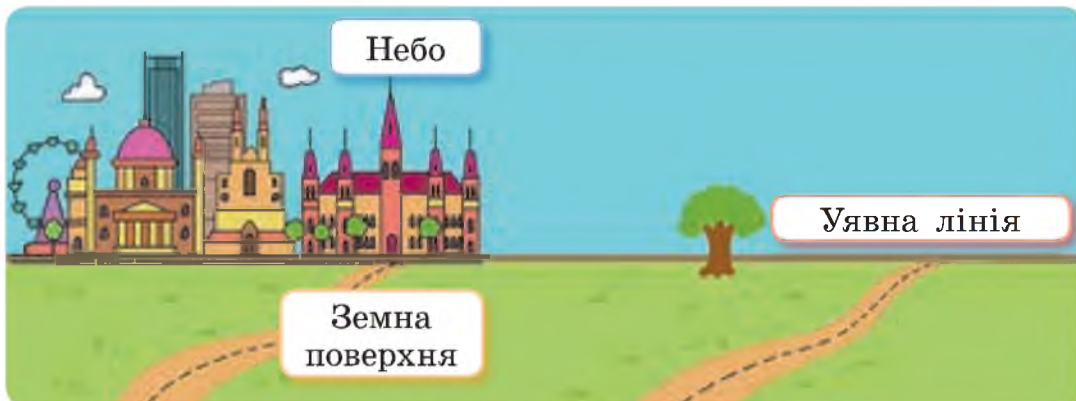 Небо
Уявна лінія
Земна
поверхня